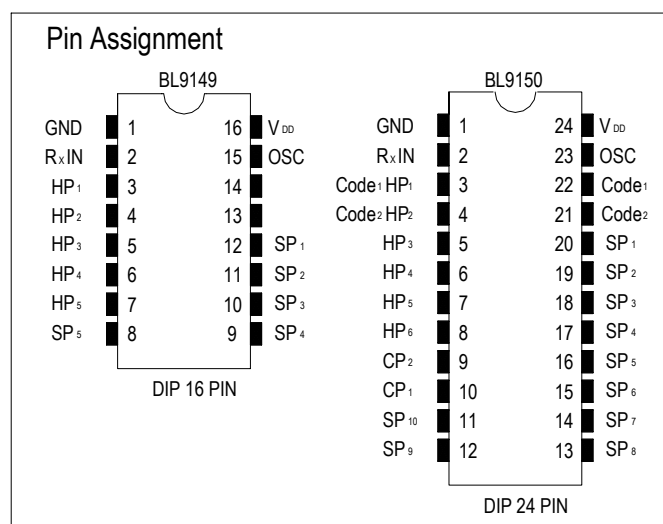 Pin Assignment
BL9149
GND 1 16 VDD
RxIN 2 15 OSC
HP1 3 14
HP2 4 13
HP3 5 12 SP1
HP4 6 11 SP2
HP5 7 10 SP3
SP5 8 9 SP4
DIP 16 PIN
BL9150
GND 1 24 VDD
RxIN 2 23 OSC
Code1 HP1 3 22 Code1
Code2 HP2 4 21 Code2
HP3 5 20 SP1
HP4 6 19 SP2
HP5 7 18 SP3
HP6 8 17 SP4
CP2 9 16 SP5
CP1 10 15 SP6
SP10 11 14 SP7
SP9 12 13 SP8
DIP 24 PIN